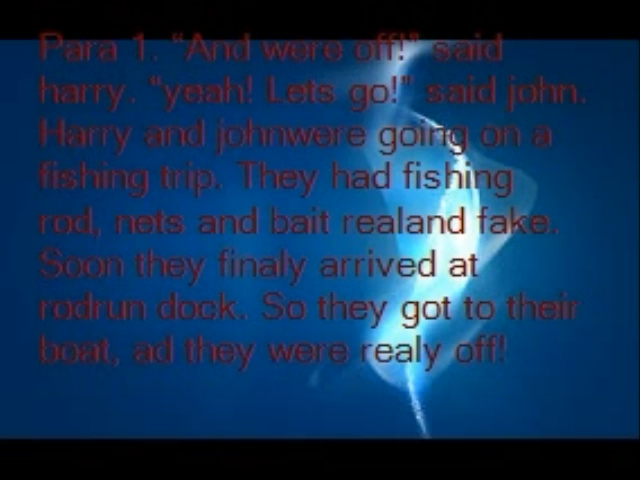 Para 1. "And were off!" said
harry. "yeah! Lets go!" said john.
Harry and johnwere going on a
fishing trip. They had fishing
rod, nets and bait realand fake.
Soon they finaly arrived at
rodrun dock. So they got to their
boat, ad they were realy off!